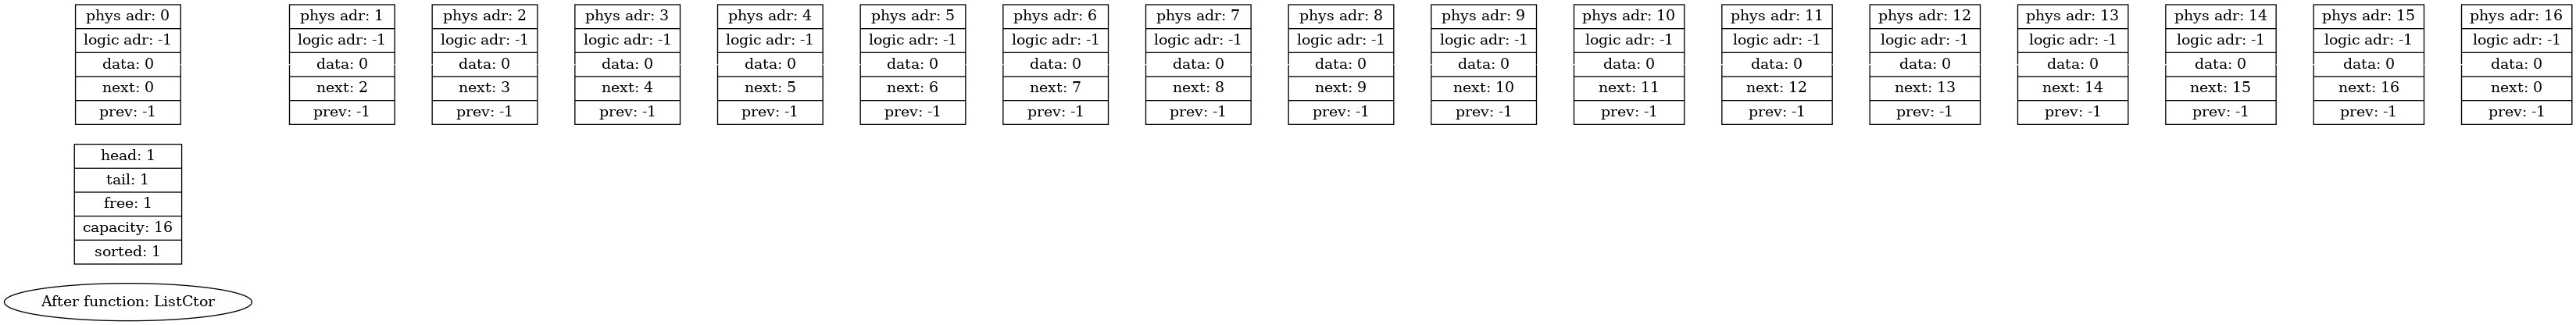 phys adr: 0
logic adr: -1
data: 0
next: 0
prev: -1
phys adr: 1
logic adr: -1
data: 0
next: 2
prev: -1
phys adr: 2
logic adr: -1
data: 0
next: 3
prev: -1
phys adr: 3
logic adr: -1
data: 0
next: 4
prev: -1
phys adr: 4
logic adr: -1
data: 0
next: 5
prev: -1
phys adr: 5
logic adr: -1
data: 0
next: 6
prev: -1
phys adr: 6
logic adr: -1
data: 0
next: 7
prev: -1
phys adr: 7
logic adr: -1
data: 0
next: 8
prev: -1
phys adr: 8
logic adr: -1
data: 0
next: 9
prev: -1
phys adr: 9
logic adr: -1
data: 0
next: 10
prev: -1
phys adr: 10
logic adr: -1
data: 0
next: 11
prev: -1
phys adr: 11
logic adr: -1
data: 0
next: 12
prev: -1
phys adr: 12
logic adr: -1
data: 0
next: 13
prev: -1
phys adr: 13
logic adr: -1
data: 0
next: 14
prev: -1
phys adr: 14
logic adr: -1
data: 0
next: 15
prev: -1
phys adr: 15
logic adr: -1
data: 0
next: 16
prev: -1
phys adr: 16
logic adr: -1
data: 0
next: 0
prev: -1
head: 1
tail: 1
free: 1
capacity: 16
sorted: 1
After function: ListCtor